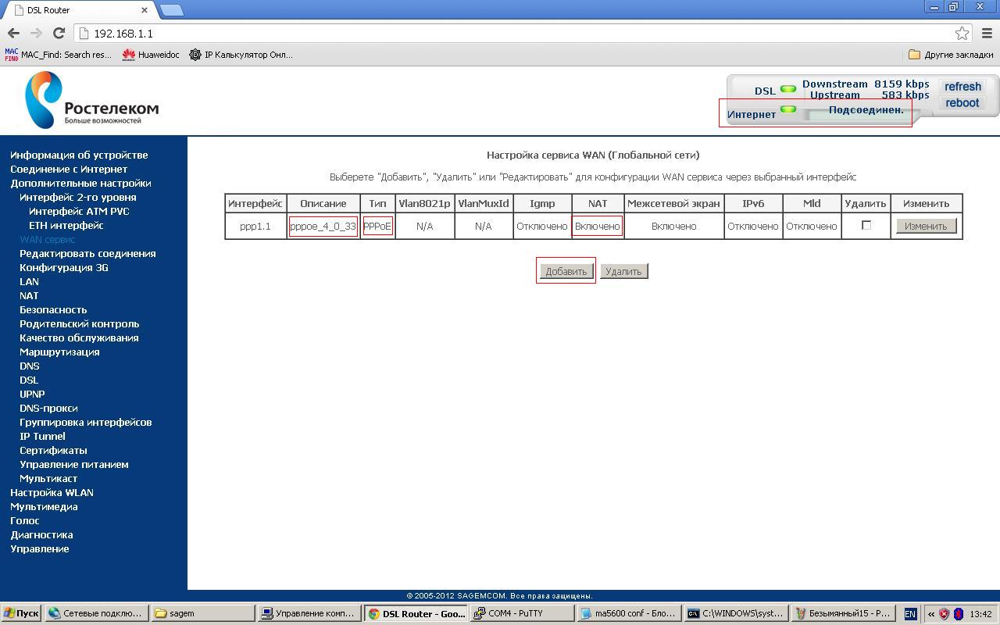 DSL Router
192.168.1.1
MAC FIND MAC_Find: Search res... Huaweidoc IP Калькулятор Онл... Другие закладки
Ростелеком
Больше возможностей
DSL Downstream 8159 kbps refresh
Upstream 583 kbps
Интернет Подсоединен. reboot
Информация об устройстве
Соединение с Интернет
Дополнительные настройки
Интерфейс 2-го уровня
Интерфейс ATM PVC
ETH интерфейс
WAN сервис
Редактировать соединения
Конфигурация 3G
LAN
NAT
Безопасность
Родительский контроль
Качество обслуживания
Маршрутизация
DNS
DSL
UPNP
DNS-прокси
Группировка интерфейсов
IP Tunnel
Сертификаты
Управление питанием
Мультикаст
Настройка WLAN
Мультимедиа
Голос
Диагностика
Управление
Настройка сервиса WAN (Глобальной сети)
Выберете "Добавить", "Удалить" или "Редактировать" для конфигурации WAN сервиса через выбранный интерфейс
Интерфейс Описание Тип Vlan8021p VlanMuxId Igmp NAT Межсетевой экран IPv6 Mld Удалить Изменить
ppp1.1 pppoe_4_0_33 PPPoE N/A N/A Отключено Включено Включено Отключено Отключено Изменить
Добавить Удалить
© 2005-2012 SAGEMCOM. Все права защищены.
Пуск Сетевые подклю... sagem Управление комп... DSL Router - Goo... COM4 - PuTTY ma5600 conf - Бло... C:\WINDOWS\syst... Безымянный15 - P... EN « 13:42